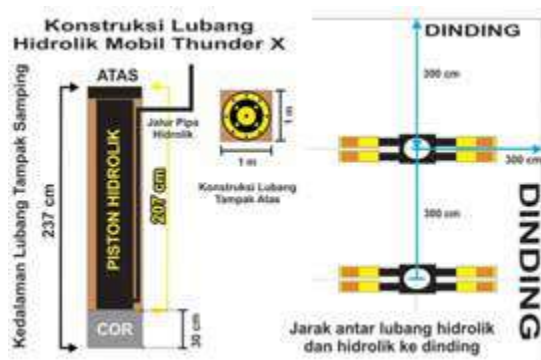 Konstruksi Lubang
Hidrolik Mobil Thunder X
ATAS
Kedalaman Lubang Tampak Samping
237 cm
PISTON HIDROLIK
207 cm
Jalur Pipa
Hidrolik
1 m
1 m
Konstruksi Lubang
Tampak Atas
COR
30 cm
DINDING
300 cm
300 cm
300 cm
DINDING
Jarak antar lubang hidrolik
dan hidrolik ke dinding